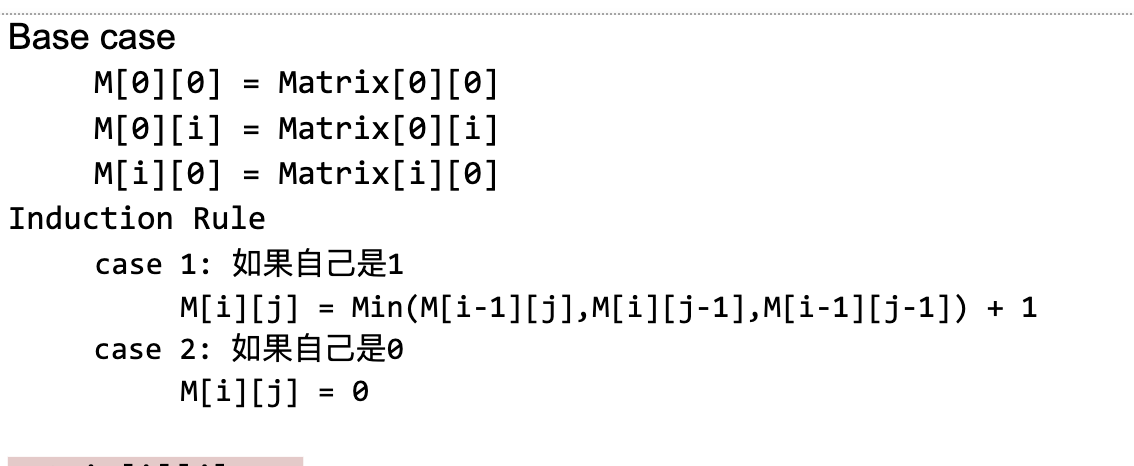 Base case
M[0][0] = Matrix[0][0]
M[0][i] = Matrix[0][i]
M[i][0] = Matrix[i][0]
Induction Rule
case 1: 如果自己是1
M[i][j] = Min(M[i-1][j],M[i][j-1],M[i-1][j-1]) + 1
case 2: 如果自己是0
M[i][j] = 0